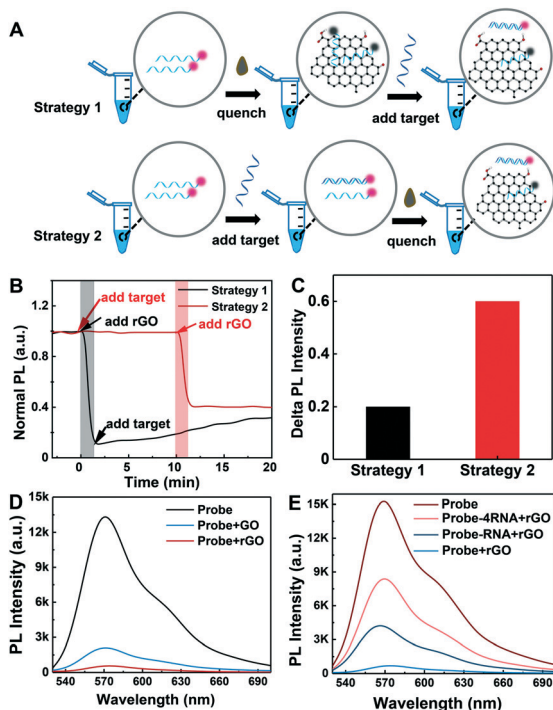 A
Strategy 1
quench
add target
Strategy 2
add target
quench
B
Strategy 1
Strategy 2
add target
add rGO
add rGO
add target
Normal PL (a.u.)
1.2
0.8
0.4
0.0
0
5
10
15
20
Time (min)
C
Delta PL Intensity
0.6
0.4
0.2
0.0
Strategy 1
Strategy 2
D
Probe
Probe+GO
Probe+rGO
PL Intensity (a.u.)
15k
12k
9k
6k
3k
0
540
570
600
630
660
690
Wavelength (nm)
E
Probe
Probe-4RNA+rGO
Probe-RNA+rGO
Probe+rGO
PL Intensity (a.u.)
15K
12K
9K
6K
3K
0
540
570
600
630
660
690
Wavelength (nm)